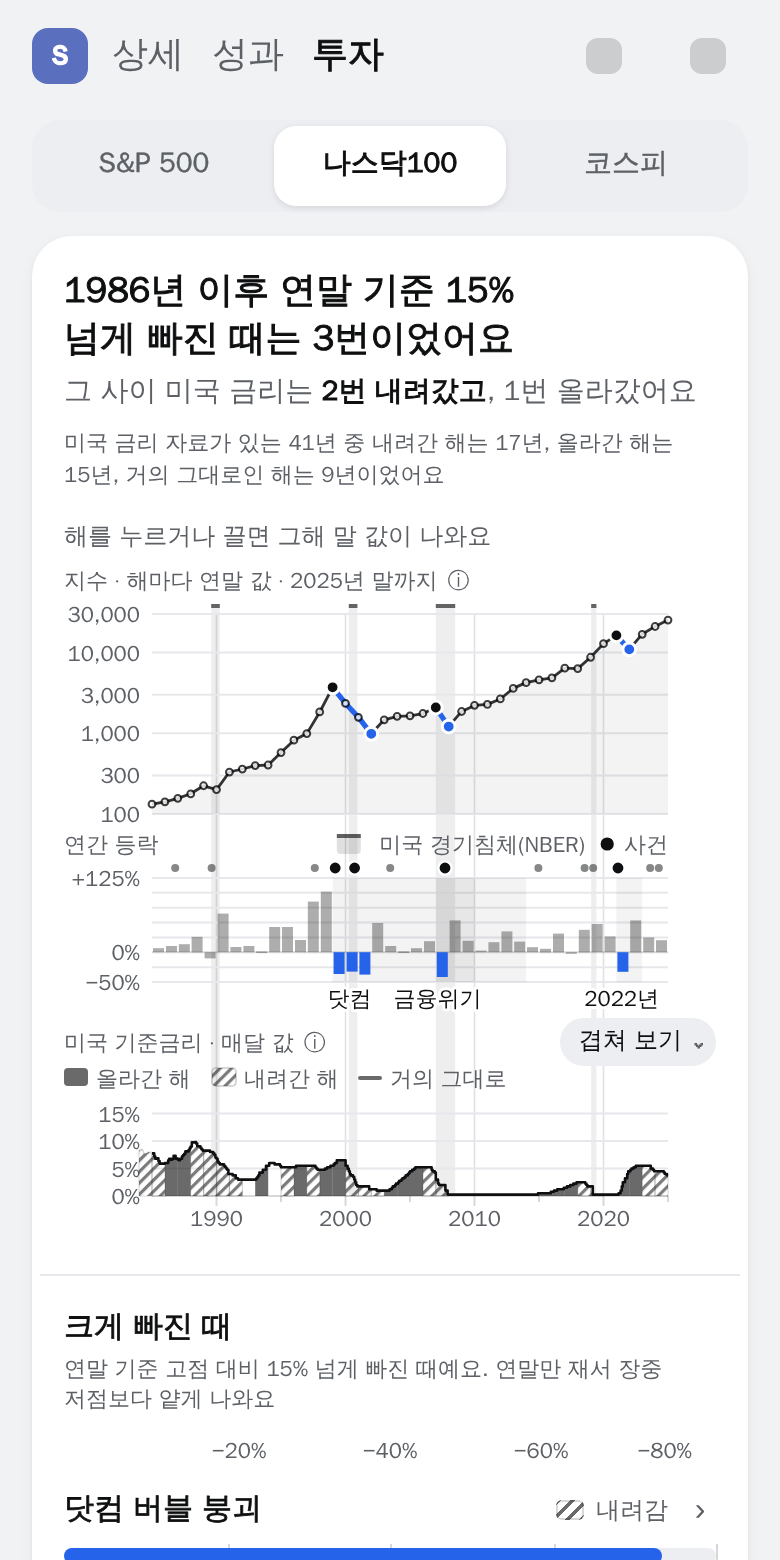 S 상세 성과 투자
S&P 500 나스닥100 코스피
1986년 이후 연말 기준 15%
넘게 빠진 때는 3번이었어요
그 사이 미국 금리는 2번 내려갔고, 1번 올라갔어요
미국 금리 자료가 있는 41년 중 내려간 해는 17년, 올라간 해는
15년, 거의 그대로인 해는 9년이었어요
해를 누르거나 끌면 그해 말 값이 나와요
지수 · 해마다 연말 값 · 2025년 말까지 ⓘ
30,000
10,000
3,000
1,000
300
100
연간 등락 미국 경기침체(NBER) 사건
+125%
0%
−50%
닷컴 금융위기 2022년
미국 기준금리 · 매달 값 ⓘ 겹쳐 보기
올라간 해 내려간 해 거의 그대로
15%
10%
5%
0%
1990 2000 2010 2020
크게 빠진 때
연말 기준 고점 대비 15% 넘게 빠진 때예요. 연말만 재서 장중
저점보다 얕게 나와요
−20% −40% −60% −80%
닷컴 버블 붕괴 내려감 ›